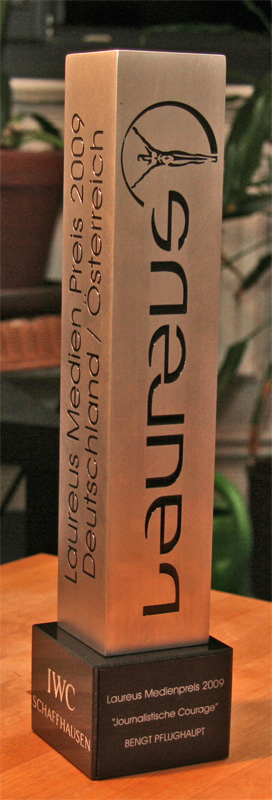 Laureus Medien Preis 2009
Deutschland / Österreich
Laureus
IWC
SCHAFFHAUSEN
Laureus Medienpreis 2009
"Journalistische Courage"
BENGT PFLUGHAUPT